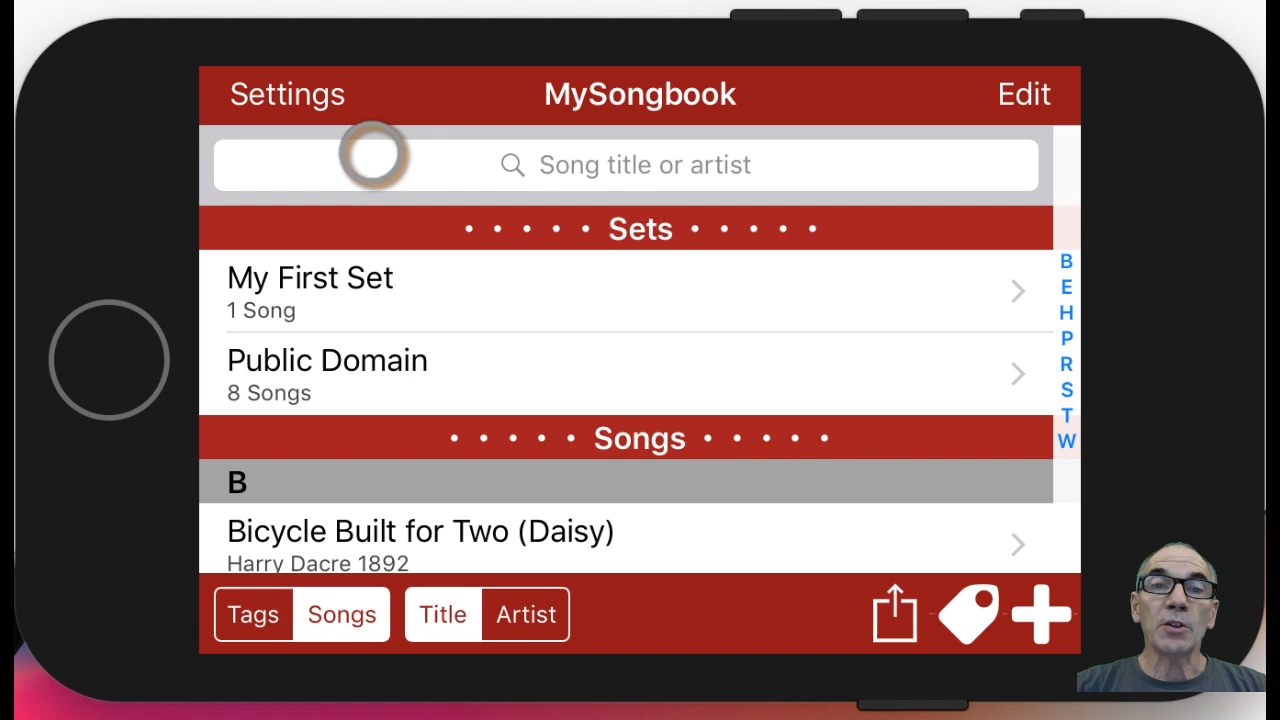 Settings MySongbook Edit
Song title or artist
• • • • • Sets • • • • •
My First Set
1 Song
Public Domain
8 Songs
• • • • • Songs • • • • •
B
Bicycle Built for Two (Daisy)
Harry Dacre 1892
B
E
H
P
R
S
T
W
Tags Songs Title Artist